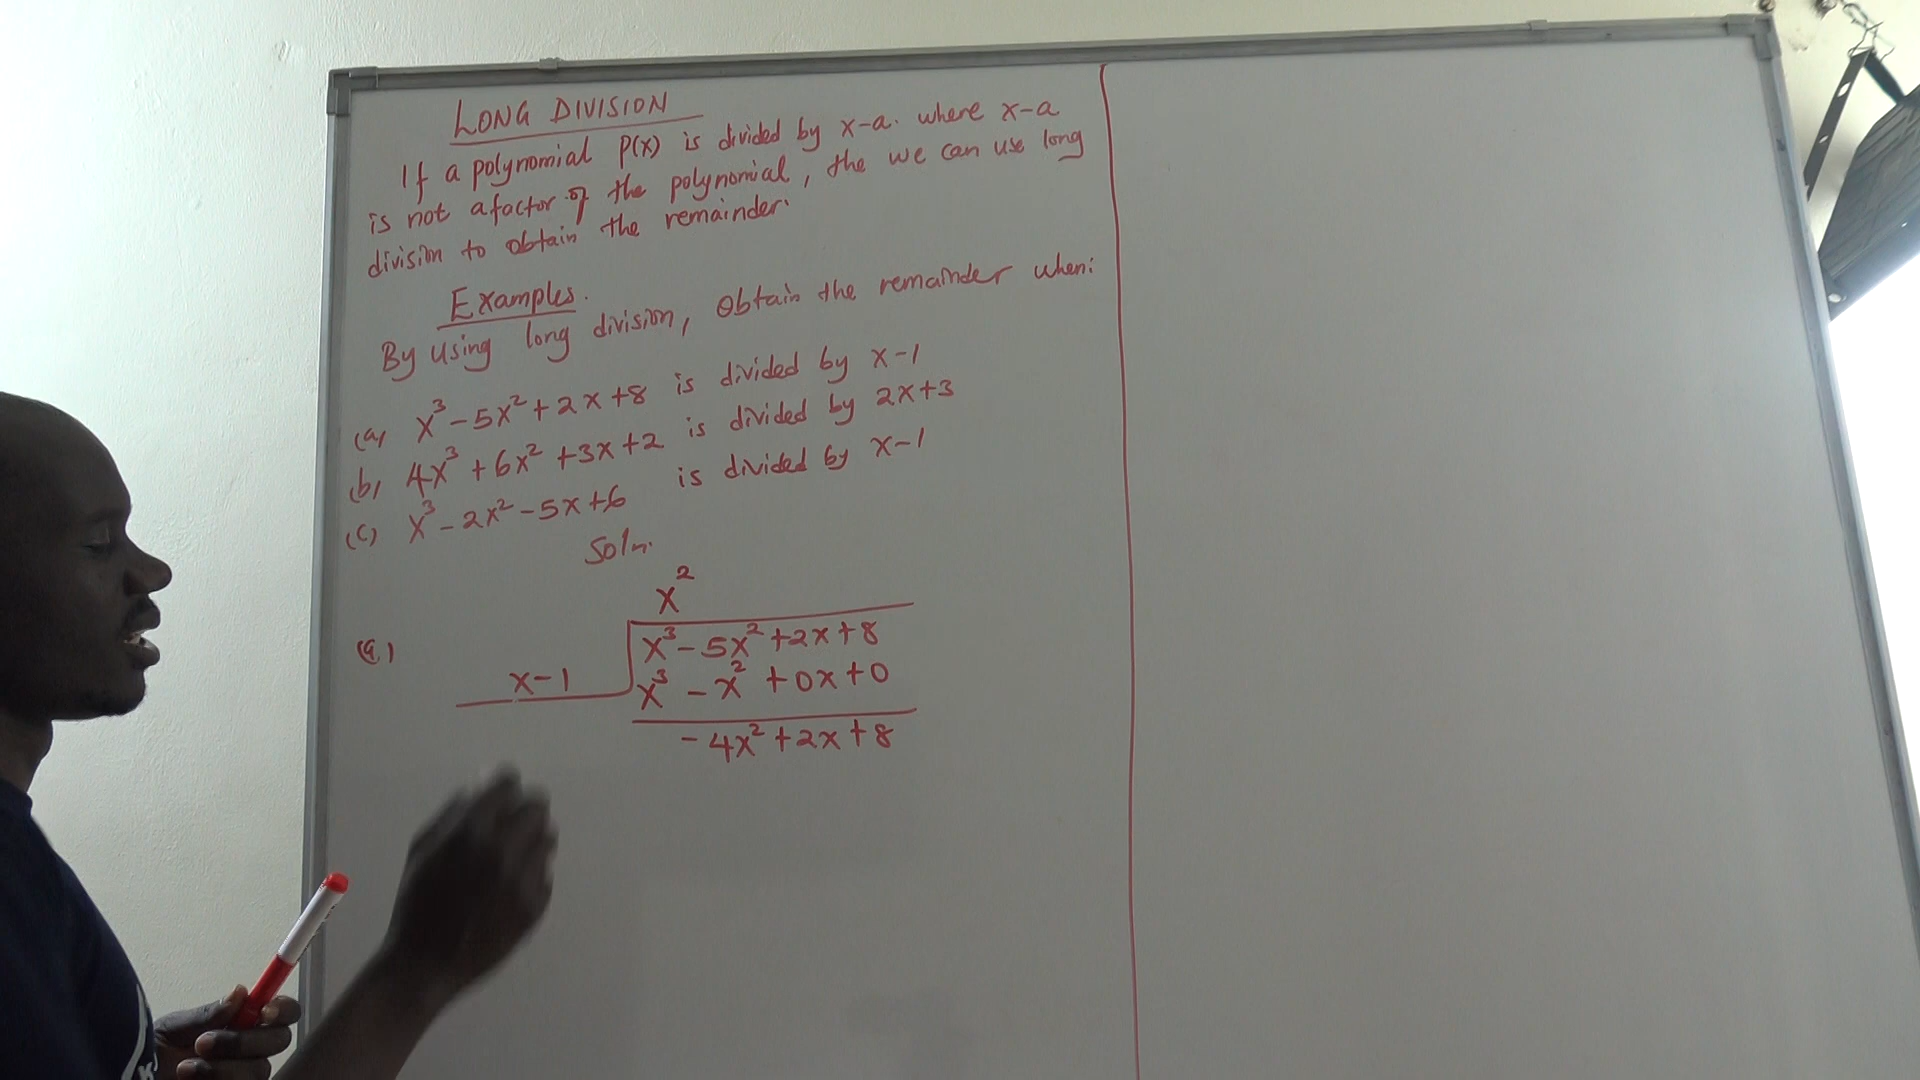 LONG DIVISION
If a polynomial P(x) is divided by x-a. where x-a
is not a factor of the polynomial, the we can use long
division to obtain the remainder.
Examples.
By using long division, obtain the remainder when:
(a) x³-5x²+2x+8 is divided by x-1
(b) 4x³+6x²+3x+2 is divided by 2x+3
(c) x³-2x²-5x+6 is divided by x-1
Soln.
x²
(a) x-1 x³-5x²+2x+8
x³-x²+0x+0
-4x²+2x+8